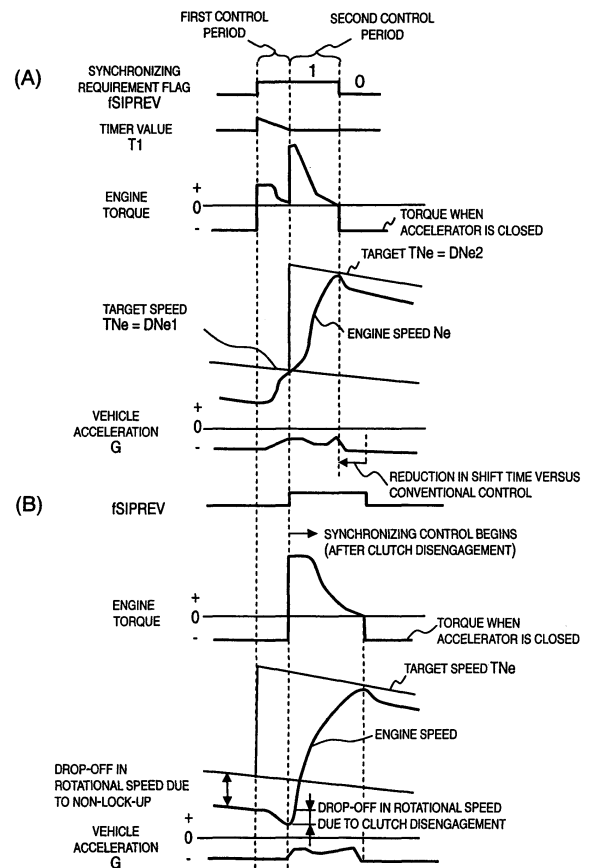 FIRST CONTROL
PERIOD
SECOND CONTROL
PERIOD
(A)
SYNCHRONIZING
REQUIREMENT FLAG
fSIPREV
1
0
TIMER VALUE
T1
ENGINE
TORQUE
+
0
-
TORQUE WHEN
ACCELERATOR IS CLOSED
TARGET TNe = DNe2
TARGET SPEED
TNe = DNe1
ENGINE SPEED Ne
VEHICLE
ACCELERATION
G
+
0
-
REDUCTION IN SHIFT TIME VERSUS
CONVENTIONAL CONTROL
(B)
fSIPREV
SYNCHRONIZING CONTROL BEGINS
(AFTER CLUTCH DISENGAGEMENT)
ENGINE
TORQUE
+
0
-
TORQUE WHEN
ACCELERATOR IS CLOSED
TARGET SPEED TNe
ENGINE SPEED
DROP-OFF IN
ROTATIONAL SPEED DUE
TO NON-LOCK-UP
DROP-OFF IN ROTATIONAL SPEED
DUE TO CLUTCH DISENGAGEMENT
VEHICLE
ACCELERATION
G
+
0
-